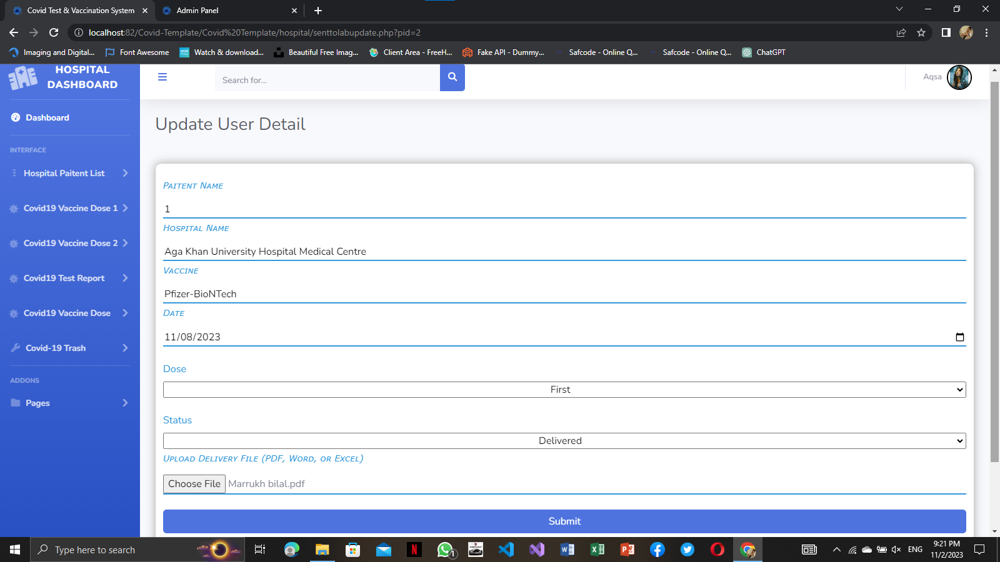 Covid Test & Vaccination System
Admin Panel
localhost:82/Covid-Template/Covid%20Template/hospital/senttolabupdate.php?pid=2
Imaging and Digital...
Font Awesome
Watch & download...
Beautiful Free Imag...
Client Area - FreeH...
Fake API - Dummy...
Safcode - Online Q...
Safcode - Online Q...
ChatGPT
HOSPITAL
DASHBOARD
Search for...
Aqsa
Dashboard
INTERFACE
Hospital Paitent List
Covid19 Vaccine Dose 1
Covid19 Vaccine Dose 2
Covid19 Test Report
Covid19 Vaccine Dose
Covid-19 Trash
ADDONS
Pages
Update User Detail
Paitent Name
1
Hospital Name
Aga Khan University Hospital Medical Centre
Vaccine
Pfizer-BioNTech
Date
11/08/2023
Dose
First
Status
Delivered
Upload Delivery File (PDF, Word, or Excel)
Choose File Marrukh bilal.pdf
Submit
Type here to search
1
ENG
9:21 PM
11/2/2023